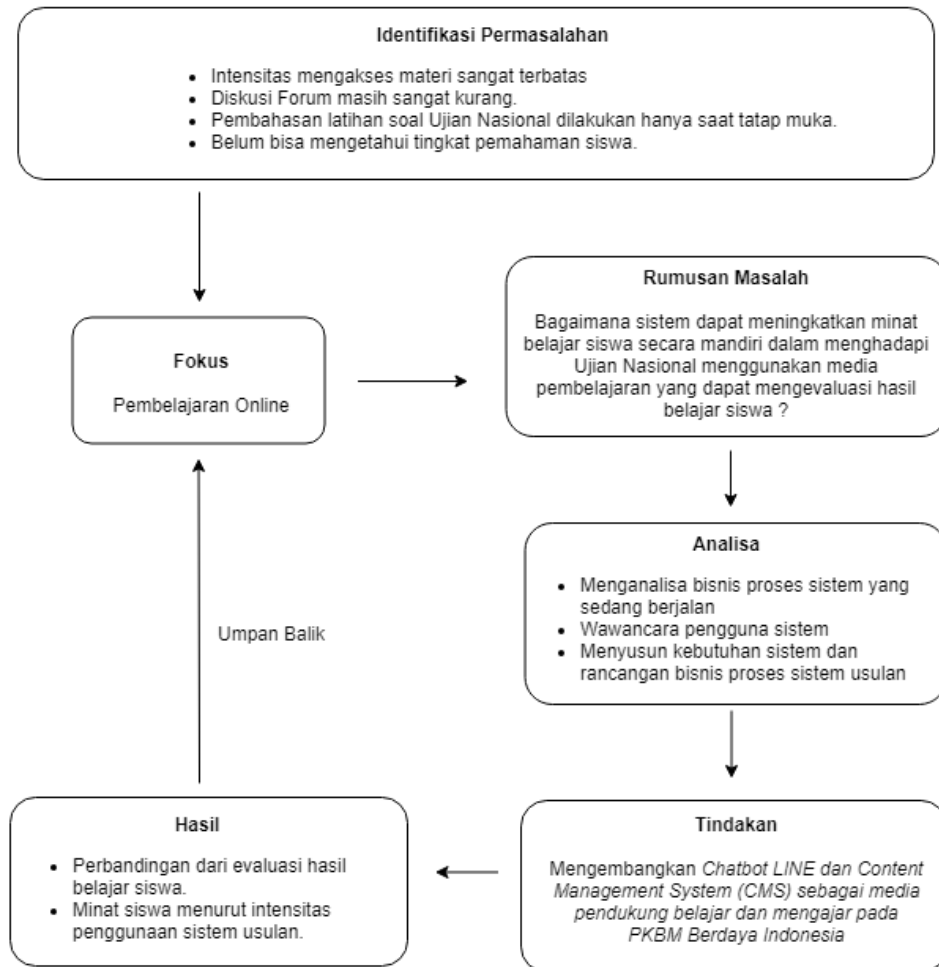 Identifikasi Permasalahan
• Intensitas mengakses materi sangat terbatas
• Diskusi Forum masih sangat kurang.
• Pembahasan latihan soal Ujian Nasional dilakukan hanya saat tatap muka.
• Belum bisa mengetahui tingkat pemahaman siswa.
Fokus
Pembelajaran Online
Rumusan Masalah
Bagaimana sistem dapat meningkatkan minat
belajar siswa secara mandiri dalam menghadapi
Ujian Nasional menggunakan media
pembelajaran yang dapat mengevaluasi hasil
belajar siswa ?
Analisa
• Menganalisa bisnis proses sistem yang
sedang berjalan
• Wawancara pengguna sistem
• Menyusun kebutuhan sistem dan
rancangan bisnis proses sistem usulan
Tindakan
Mengembangkan Chatbot LINE dan Content
Management System (CMS) sebagai media
pendukung belajar dan mengajar pada
PKBM Berdaya Indonesia
Hasil
• Perbandingan dari evaluasi hasil
belajar siswa.
• Minat siswa menurut intensitas
penggunaan sistem usulan.
Umpan Balik